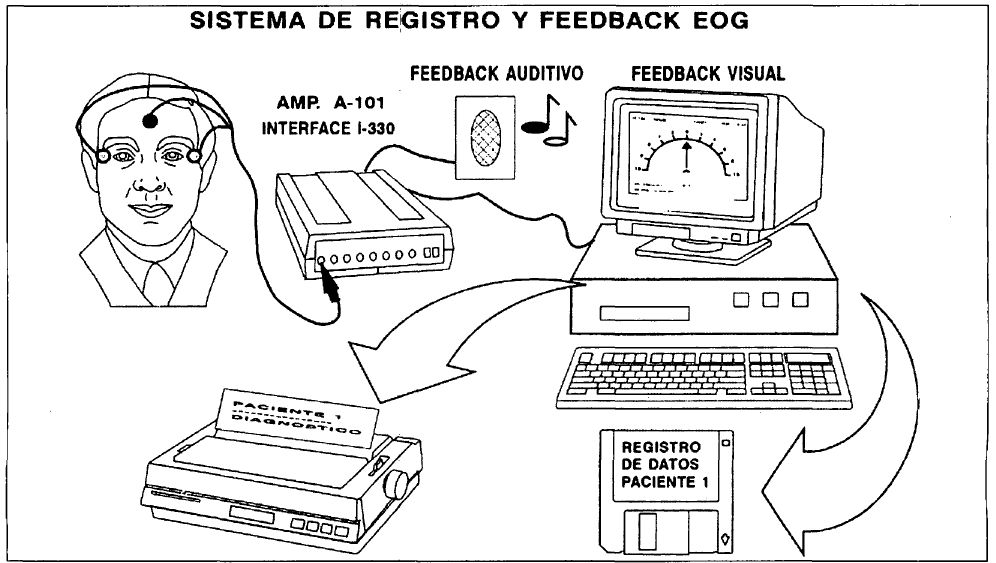 SISTEMA DE REGISTRO Y FEEDBACK EOG
FEEDBACK AUDITIVO
FEEDBACK VISUAL
AMP. A-101
INTERFACE I-330
PACIENTE 1
DIAGNOPTICO
REGISTRO
DE DATOS
PACIENTE 1